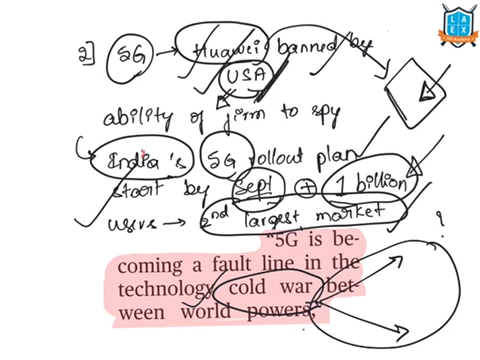 2] 5G → Huawei banned by
USA
ability of firm to spy
India's 5G rollout plan
start by Sept + 1 billion
users → 2nd largest market
?
"5G is be-
coming a fault line in the
technology cold war bet-
ween world powers,"
L A
E X